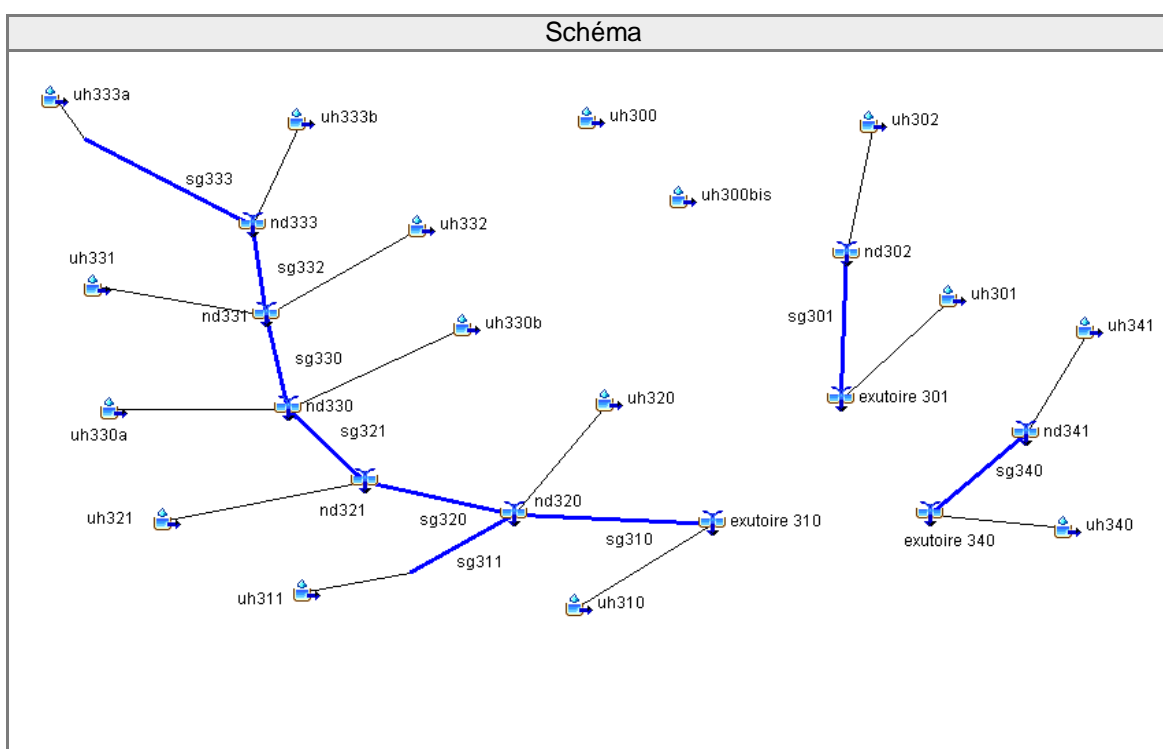 Schéma
uh333a
uh333b
uh300
uh302
sg333
uh300bis
nd333
uh332
nd302
uh331
sg332
uh301
nd331
sg301
uh330b
uh341
sg330
exutoire 301
nd330
uh320
uh330a
sg321
nd341
sg340
nd321
nd320
uh321
sg320
exutoire 310
uh340
sg310
exutoire 340
sg311
uh311
uh310